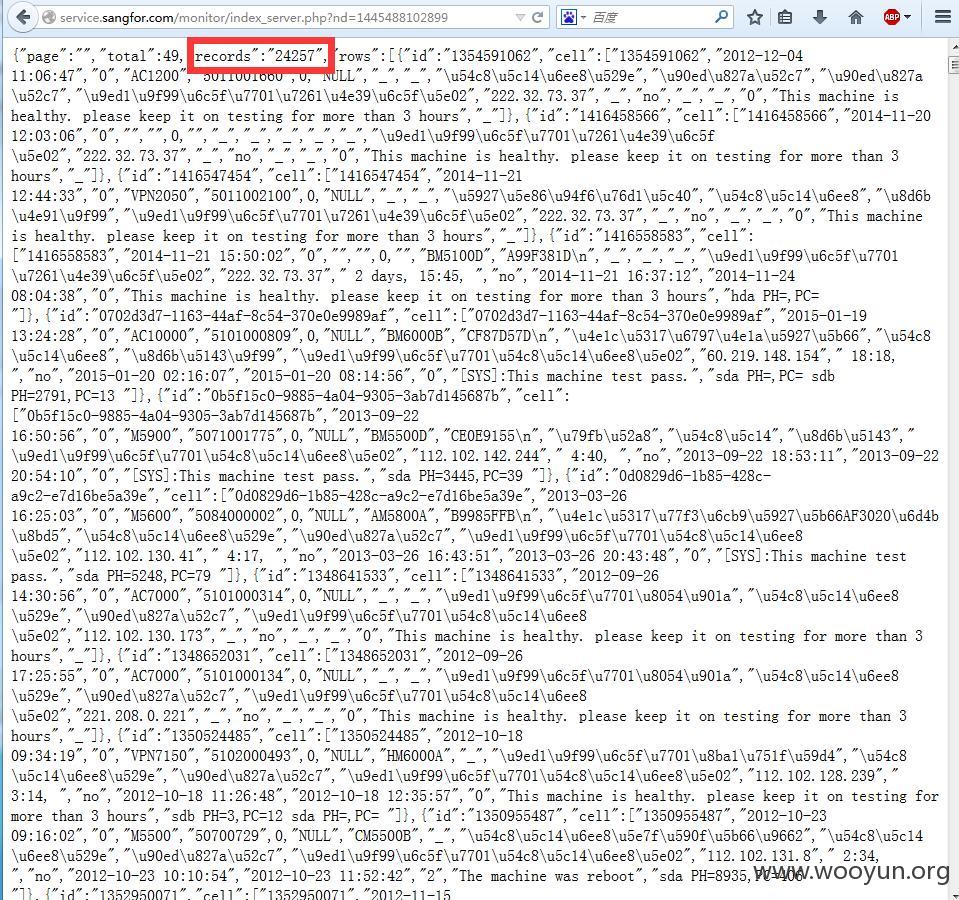 service.sangfor.com/monitor/index_server.php?nd=1445488102899
百度
ABP
{"page":"","total":49,"records":"24257","rows":[{"id":"1354591062","cell":["1354591062","2012-12-04
11:06:47","0","AC1200","5011001660",0,"NULL","_","_","\u54c8\u5c14\u6ee8\u529e","\u90ed\u827a\u52c7","\u90ed\u827a
\u52c7","\u9ed1\u9f99\u6c5f\u7701\u7261\u4e39\u6c5f\u5e02","222.32.73.37","_","no","_","_","0","This machine is
healthy. please keep it on testing for more than 3 hours","_"]},{"id":"1416458566","cell":["1416458566","2014-11-20
12:03:06","0","","",0,"","_","_","_","_","_","_","\u9ed1\u9f99\u6c5f\u7701\u7261\u4e39\u6c5f
\u5e02","222.32.73.37","_","no","_","_","0","This machine is healthy. please keep it on testing for more than 3
hours","_"]},{"id":"1416547454","cell":["1416547454","2014-11-21
12:44:33","0","VPN2050","5011002100",0,"NULL","_","_","_","\u5927\u5e86\u94f6\u76d1\u5c40","\u54c8\u5c14\u6ee8","\u8d6b
\u4e91\u9f99","\u9ed1\u9f99\u6c5f\u7701\u7261\u4e39\u6c5f\u5e02","222.32.73.37","_","no","_","_","0","This machine
is healthy. please keep it on testing for more than 3 hours","_"]},{"id":"1416558583","cell":
["1416558583","2014-11-21 15:50:02","0","","",0,"","BM5100D","A99F381D\n","_","_","_","_","\u9ed1\u9f99\u6c5f\u7701
\u7261\u4e39\u6c5f\u5e02","222.32.73.37"," 2 days, 15:45, ","no","2014-11-21 16:37:12","2014-11-24
08:04:38","0","This machine is healthy. please keep it on testing for more than 3 hours","hda PH=,PC=
"]},{"id":"0702d3d7-1163-44af-8c54-370e0e9989af","cell":["0702d3d7-1163-44af-8c54-370e0e9989af","2015-01-19
13:24:28","0","AC10000","5101000809",0,"NULL","BM6000B","CF87D57D\n","\u4e1c\u5317\u6797\u4e1a\u5927\u5b66","\u54c8
\u5c14\u6ee8","\u8d6b\u5143\u9f99","\u9ed1\u9f99\u6c5f\u7701\u54c8\u5c14\u6ee8\u5e02","60.219.148.154"," 18:18,
","no","2015-01-20 02:16:07","2015-01-20 08:14:56","0","[SYS]:This machine test pass.","sda PH=,PC= sdb
PH=2791,PC=13 "]},{"id":"0b5f15c0-9885-4a04-9305-3ab7d145687b","cell":
["0b5f15c0-9885-4a04-9305-3ab7d145687b","2013-09-22
16:50:56","0","M5900","5071001775",0,"NULL","BM5500D","CE0E9155\n","\u79fb\u52a8","\u54c8\u5c14","\u8d6b\u5143","
\u9ed1\u9f99\u6c5f\u7701\u54c8\u5c14\u6ee8\u5e02","112.102.142.244"," 4:40, ","no","2013-09-22 18:53:11","2013-09-22
20:54:10","0","[SYS]:This machine test pass.","sda PH=3445,PC=39 "]},{"id":"0d0829d6-1b85-428c-
a9c2-e7d16be5a39e","cell":["0d0829d6-1b85-428c-a9c2-e7d16be5a39e","2013-03-26
16:25:03","0","M5600","5084000002",0,"NULL","AM5800A","B9985FFB\n","\u4e1c\u5317\u77f3\u6cb9\u5927\u5b66AF3020\u6d4b
\u8bd5","\u54c8\u5c14\u6ee8\u529e","\u90ed\u827a\u52c7","\u9ed1\u9f99\u6c5f\u7701\u54c8\u5c14\u6ee8
\u5e02","112.102.130.41"," 4:17, ","no","2013-03-26 16:43:51","2013-03-26 20:43:48","0","[SYS]:This machine test
pass.","sda PH=5248,PC=79 "]},{"id":"1348641533","cell":["1348641533","2012-09-26
14:30:56","0","AC7000","5101000314",0,"NULL","_","_","\u9ed1\u9f99\u6c5f\u7701\u8054\u901a","\u54c8\u5c14\u6ee8
\u529e","\u90ed\u827a\u52c7","\u9ed1\u9f99\u6c5f\u7701\u54c8\u5c14\u6ee8
\u5e02","112.102.130.173","_","no","_","_","0","This machine is healthy. please keep it on testing for more than 3
hours","_"]},{"id":"1348652031","cell":["1348652031","2012-09-26
17:25:55","0","AC7000","5101000134",0,"NULL","_","_","\u9ed1\u9f99\u6c5f\u7701\u8054\u901a","\u54c8\u5c14\u6ee8
\u529e","\u90ed\u827a\u52c7","\u9ed1\u9f99\u6c5f\u7701\u54c8\u5c14\u6ee8
\u5e02","221.208.0.221","_","no","_","_","0","This machine is healthy. please keep it on testing for more than 3
hours","_"]},{"id":"1350524485","cell":["1350524485","2012-10-18
09:34:19","0","VPN7150","5102000493",0,"NULL","HM6000A","_","\u9ed1\u9f99\u6c5f\u7701\u8ba1\u751f\u59d4","\u54c8
\u5c14\u6ee8\u529e","\u90ed\u827a\u52c7","\u9ed1\u9f99\u6c5f\u7701\u54c8\u5c14\u6ee8\u5e02","112.102.128.239","
3:14, ","no","2012-10-18 11:26:48","2012-10-18 12:35:57","0","This machine is healthy. please keep it on testing for
more than 3 hours","sdb PH=3,PC=12 sda PH=,PC= "]},{"id":"1350955487","cell":["1350955487","2012-10-23
09:16:02","0","M5500","50700729",0,"NULL","CM5500B","_","\u54c8\u5c14\u6ee8\u5e7f\u590f\u5b66\u9662","\u54c8\u5c14
\u6ee8\u529e","\u90ed\u827a\u52c7","\u9ed1\u9f99\u6c5f\u7701\u54c8\u5c14\u6ee8\u5e02","112.102.131.8"," 2:34,
","no","2012-10-23 10:10:54","2012-10-23 11:52:42","2","The machine was reboot","sda PH=8935,PC=406
"]},{"id":"1352950071","cell":["1352950071","2012-11-15
www.wooyun.org